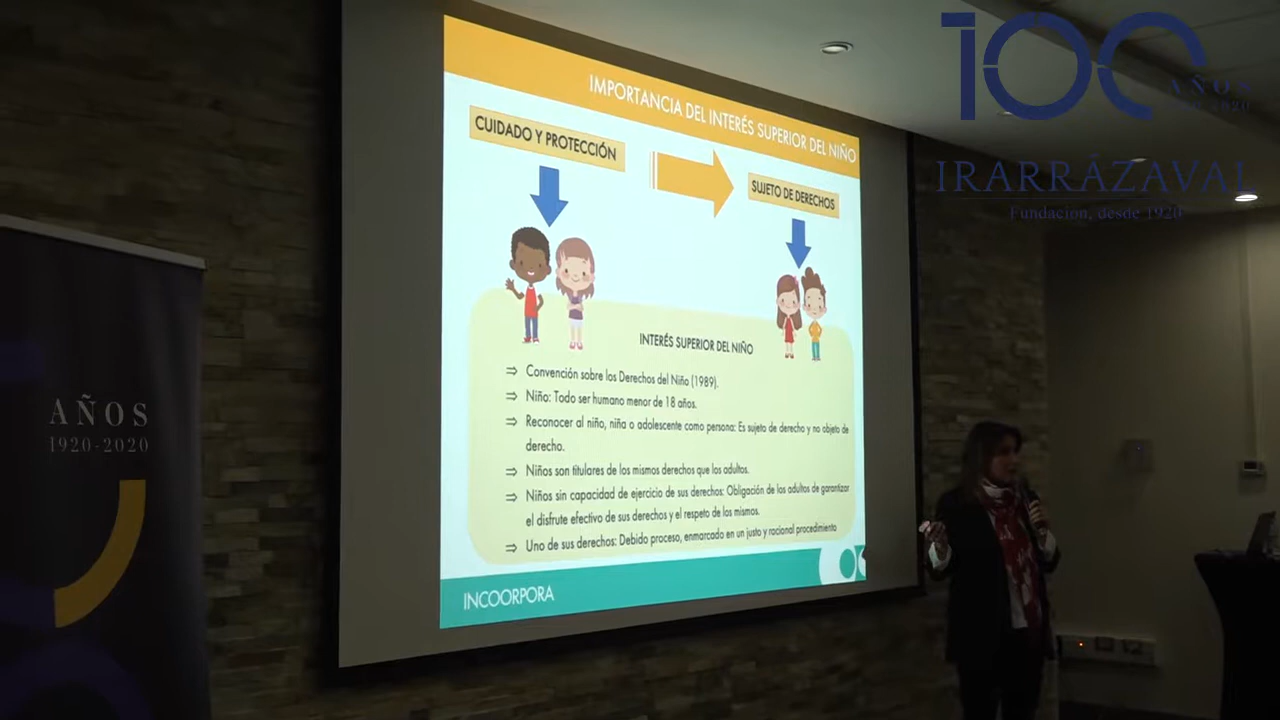 IMPORTANCIA DEL INTERÉS SUPERIOR DEL NIÑO
CUIDADO Y PROTECCIÓN
SUJETO DE DERECHOS
INTERÉS SUPERIOR DEL NIÑO
⇒ Convención sobre los Derechos del Niño (1989).
⇒ Niño: Todo ser humano menor de 18 años.
⇒ Reconocer al niño, niña o adolescente como persona: Es sujeto de derecho y no objeto de
derecho.
⇒ Niños son titulares de los mismos derechos que los adultos.
⇒ Niños sin capacidad de ejercicio de sus derechos: Obligación de los adultos de garantizar
el disfrute efectivo de sus derechos y el respeto de los mismos.
⇒ Uno de sus derechos: Debido proceso, enmarcado en un justo y racional procedimiento
INCOORPORA
AÑOS
1920-2020
100
AÑOS
IRARRÁZAVAL
Fundación, desde 1920